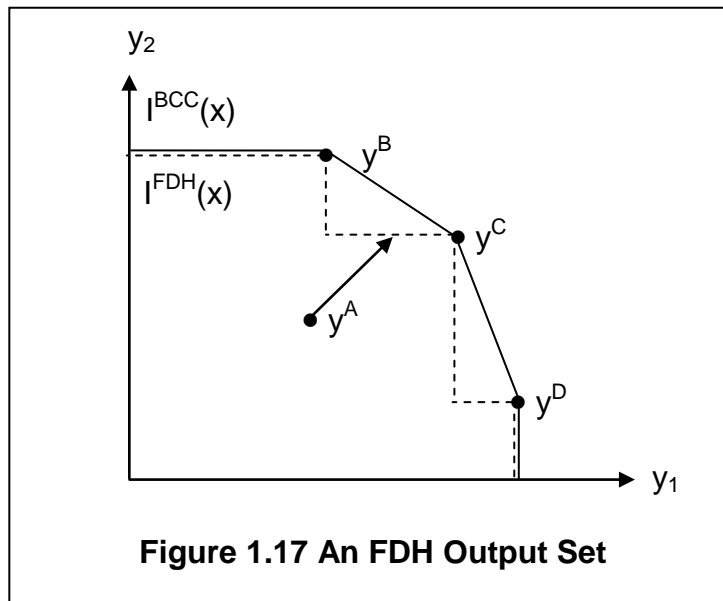 y₂
I^BCC(x)
y^B
I^FDH(x)
y^C
y^A
y^D
y₁
Figure 1.17 An FDH Output Set